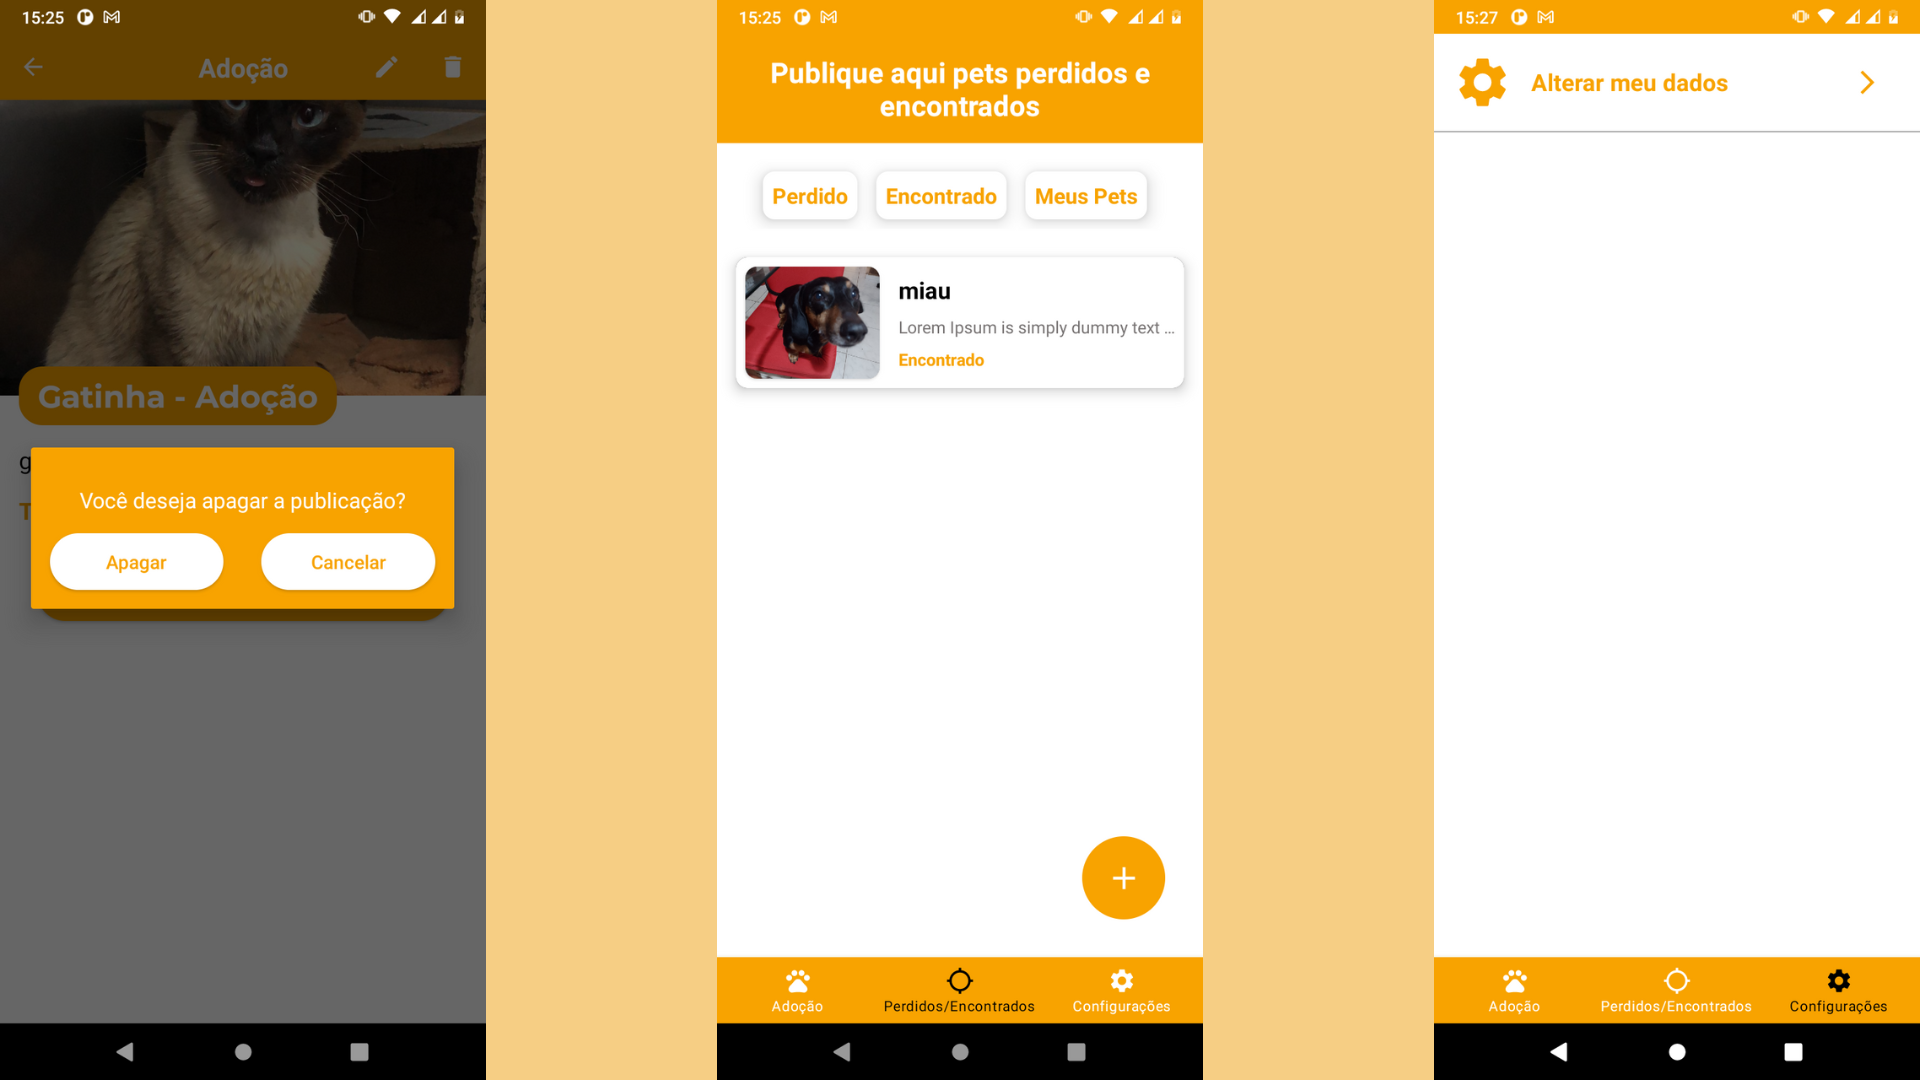 15:25
Adoção
Gatinha - Adoção
g
T
Você deseja apagar a publicação?
Apagar
Cancelar
15:25
Publique aqui pets perdidos e
encontrados
Perdido
Encontrado
Meus Pets
miau
Lorem Ipsum is simply dummy text ...
Encontrado
Adoção
Perdidos/Encontrados
Configurações
15:27
Alterar meu dados
Adoção
Perdidos/Encontrados
Configurações